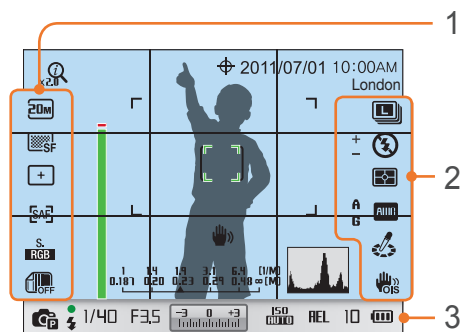 1
2011/07/01 10:00AM
London
x2.0
20M
SF
L
+
−
2
SAF
A
G
AWB
S.
RGB
OFF
OIS
1 1.4 1.9 3.1 6.4 [1/M]
0.187 0.20 0.23 0.29 0.48 ∞[M]
P
1/40 F3.5
-3 0 +3
ISO
AUTO
AEL 10
3